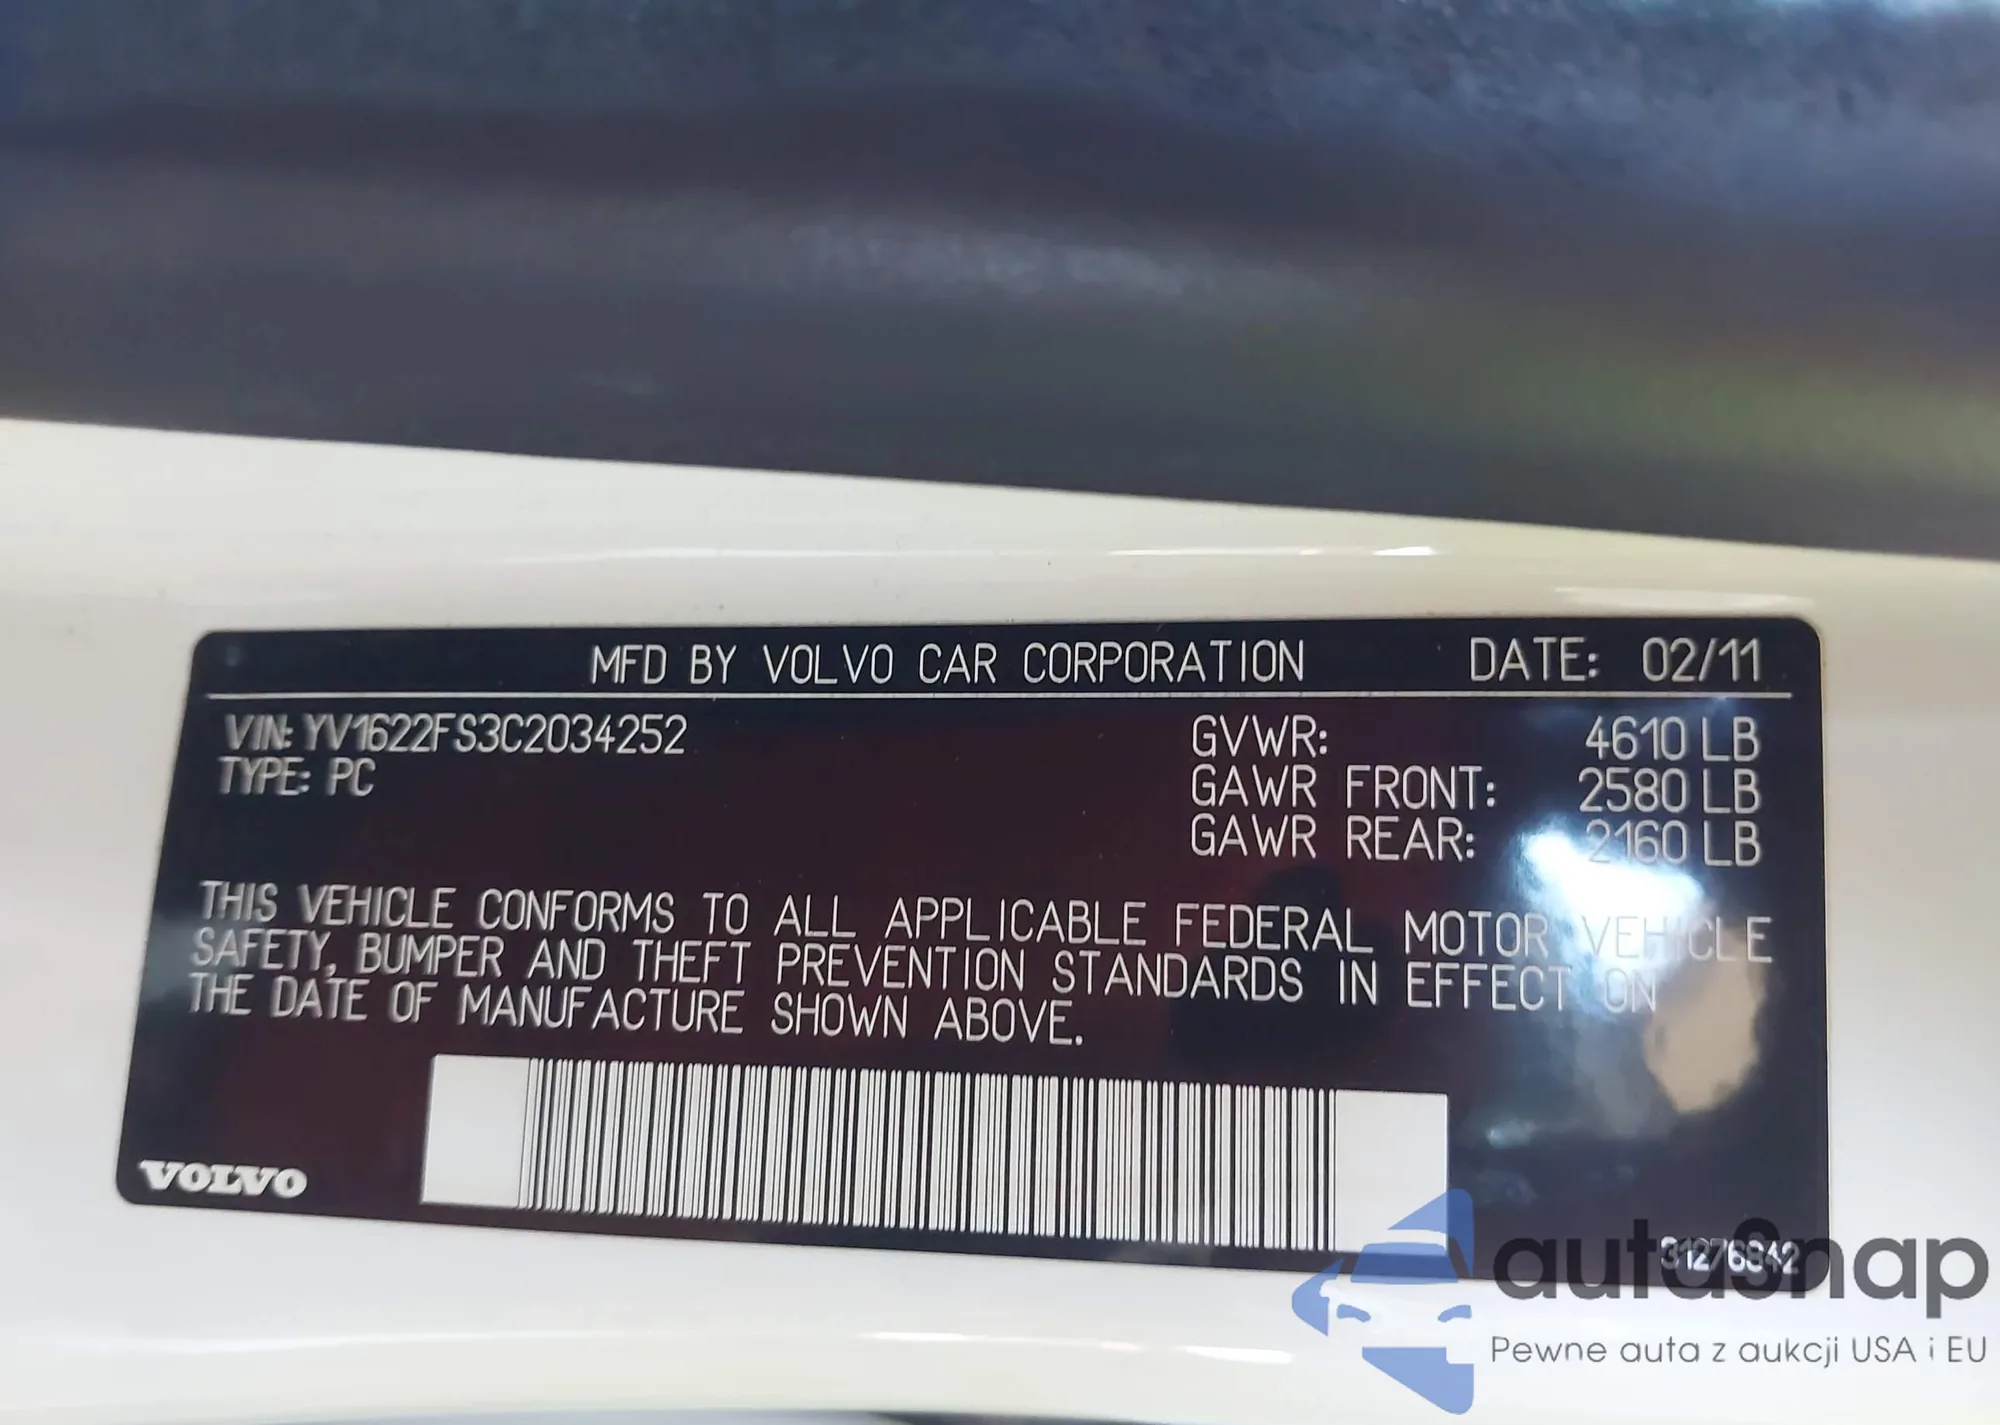 MFD BY VOLVO CAR CORPORATION DATE: 02/11
VIN: YV1622FS3C2034252 GVWR: 4610 LB
TYPE: PC GAWR FRONT: 2580 LB
GAWR REAR: 2160 LB
THIS VEHICLE CONFORMS TO ALL APPLICABLE FEDERAL MOTOR VEHICLE
SAFETY, BUMPER AND THEFT PREVENTION STANDARDS IN EFFECT ON
THE DATE OF MANUFACTURE SHOWN ABOVE.
VOLVO
31276842
autosnap
Pewne auta z aukcji USA i EU